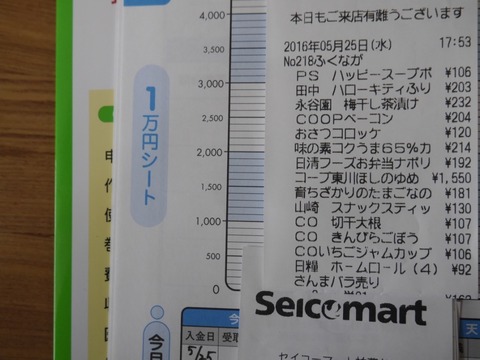 本日もご来店有難うございます
2016年05月25日(水) 17:53
No218ふくなが
PS ハッピースープボ ¥106
田中 ハローキティふり ¥203
永谷園 梅干し茶漬け ¥232
COOPベーコン ¥204
おさつコロッケ ¥120
味の素コクうま65%カ ¥214
日清フーズお弁当ナポリ ¥192
コープ東川ほしのゆめ ¥1,550
育ちざかりのたまごなの ¥181
山崎 スナックスティッ ¥130
CO 切干大根 ¥107
CO きんぴらごぼう ¥107
COいちごジャムカップ ¥106
日糧 ホームロール(4) ¥92
さんまバラ売り
Seicomart
4,000
3,000
2,000
1,000
0
1万円シート
入金日
5/25
今日
申
作
使
巻
費